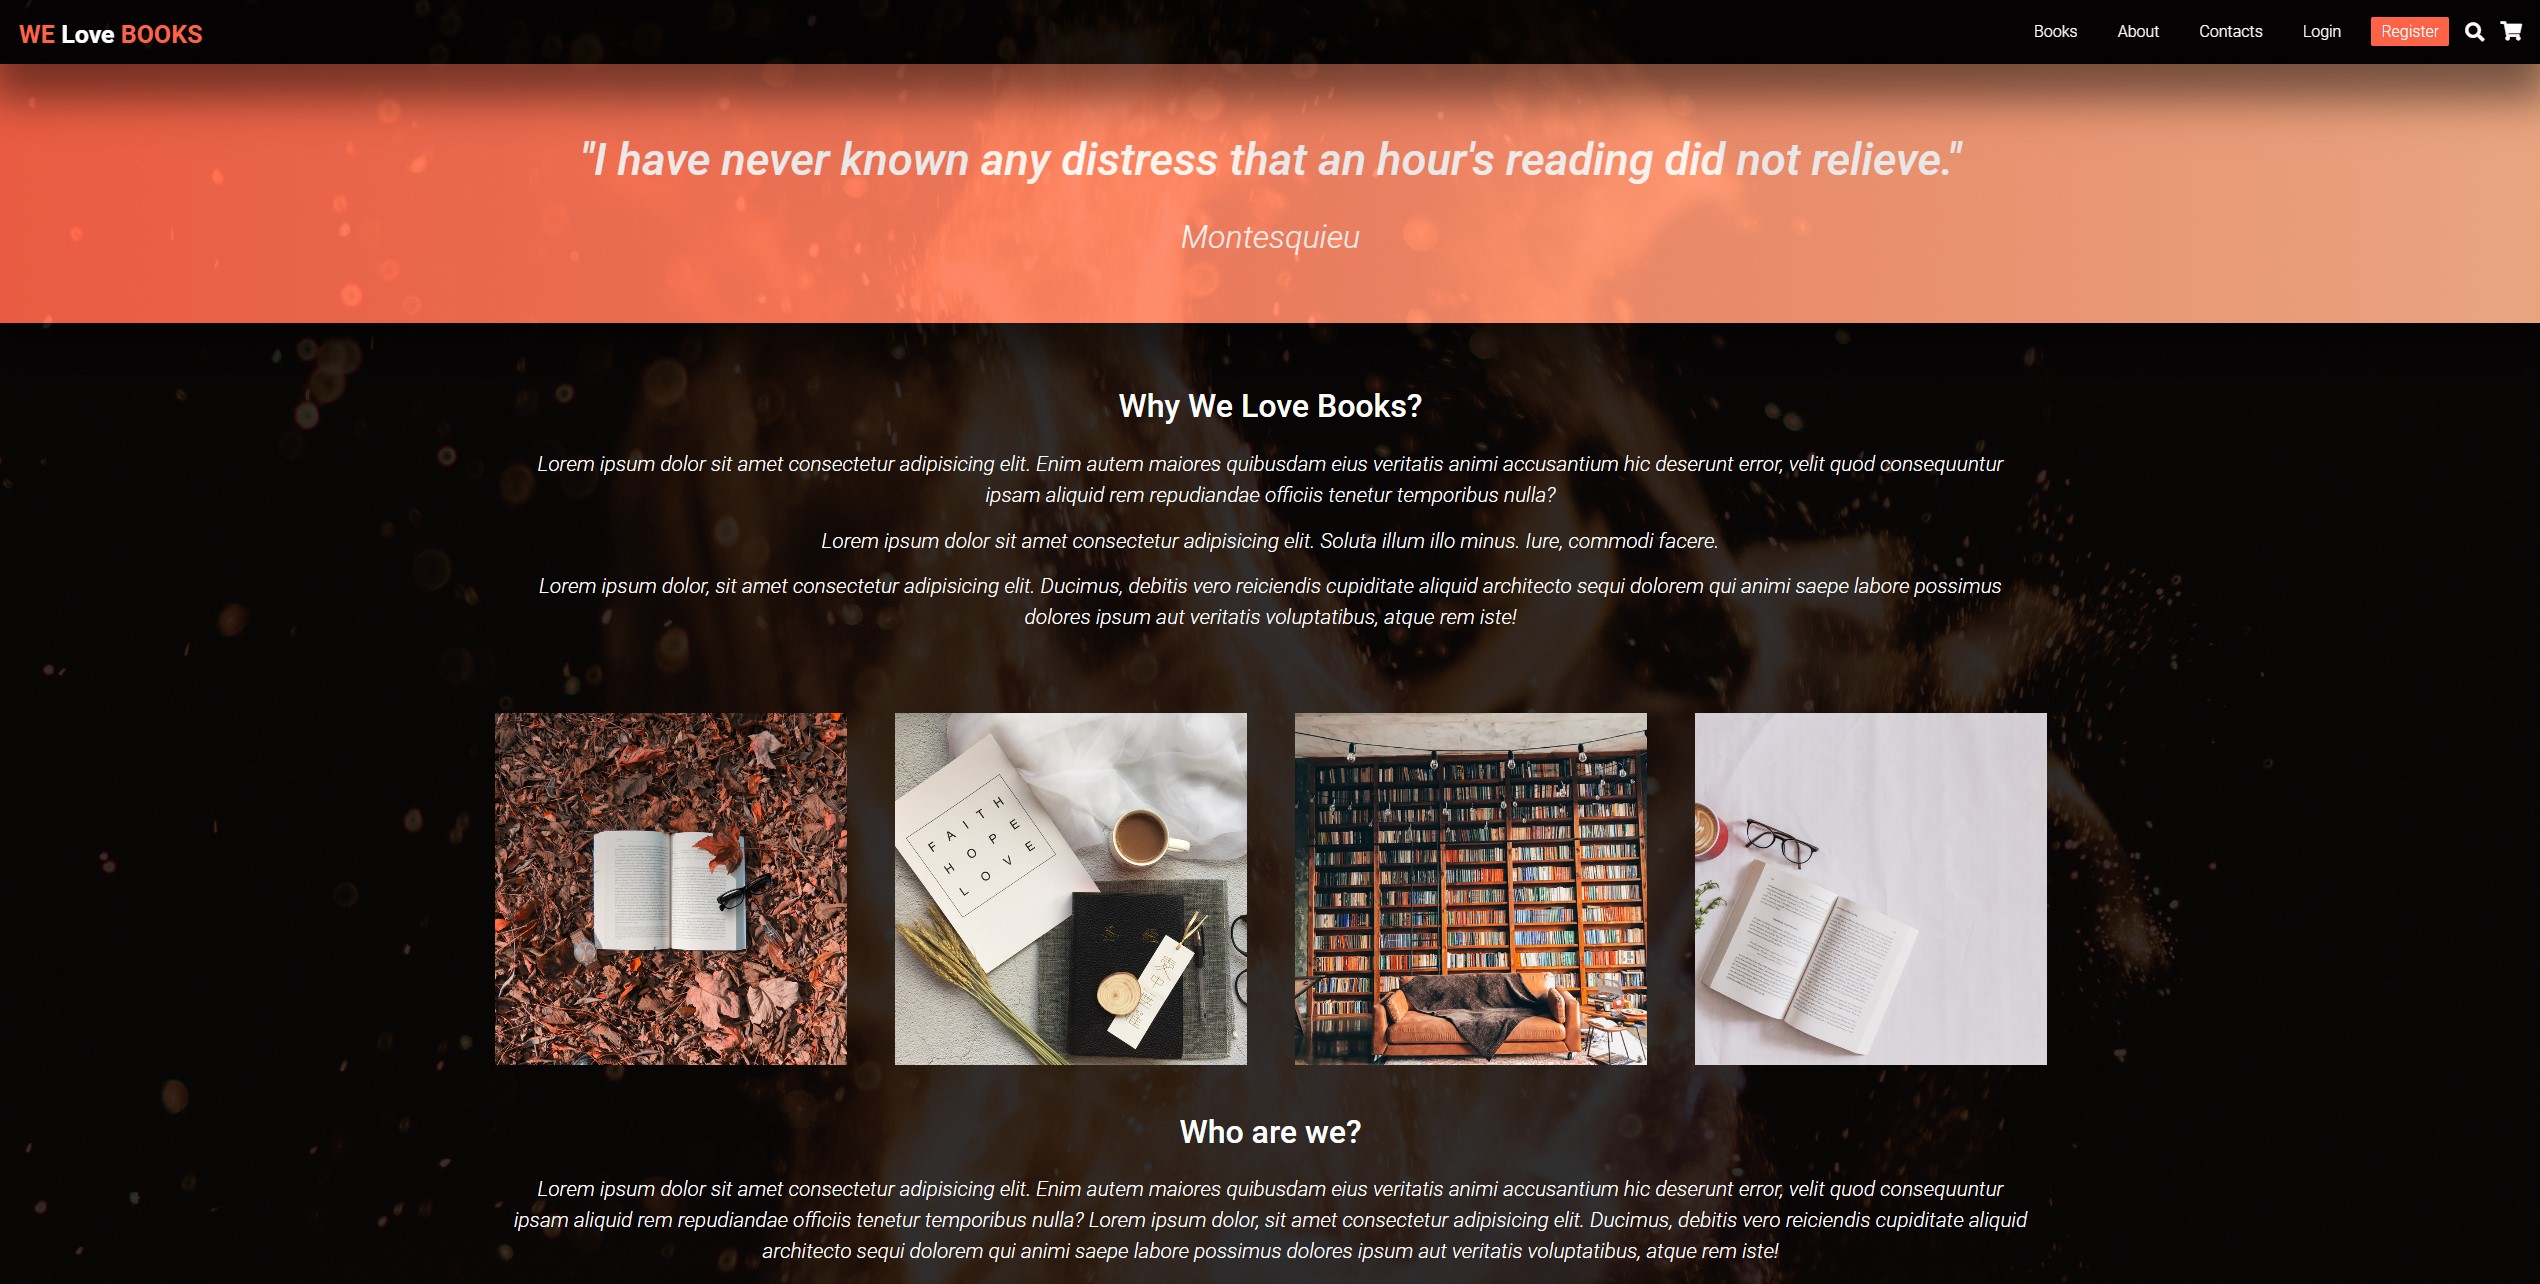 WE Love BOOKS
Books About Contacts Login Register
"I have never known any distress that an hour's reading did not relieve."
Montesquieu
Why We Love Books?
Lorem ipsum dolor sit amet consectetur adipisicing elit. Enim autem maiores quibusdam eius veritatis animi accusantium hic deserunt error, velit quod consequuntur
ipsam aliquid rem repudiandae officiis tenetur temporibus nulla?
Lorem ipsum dolor sit amet consectetur adipisicing elit. Soluta illum illo minus. Iure, commodi facere.
Lorem ipsum dolor, sit amet consectetur adipisicing elit. Ducimus, debitis vero reiciendis cupiditate aliquid architecto sequi dolorem qui animi saepe labore possimus
dolores ipsum aut veritatis voluptatibus, atque rem iste!
FAITH
HOPE
LOVE
Who are we?
Lorem ipsum dolor sit amet consectetur adipisicing elit. Enim autem maiores quibusdam eius veritatis animi accusantium hic deserunt error, velit quod consequuntur
ipsam aliquid rem repudiandae officiis tenetur temporibus nulla? Lorem ipsum dolor, sit amet consectetur adipisicing elit. Ducimus, debitis vero reiciendis cupiditate aliquid
architecto sequi dolorem qui animi saepe labore possimus dolores ipsum aut veritatis voluptatibus, atque rem iste!